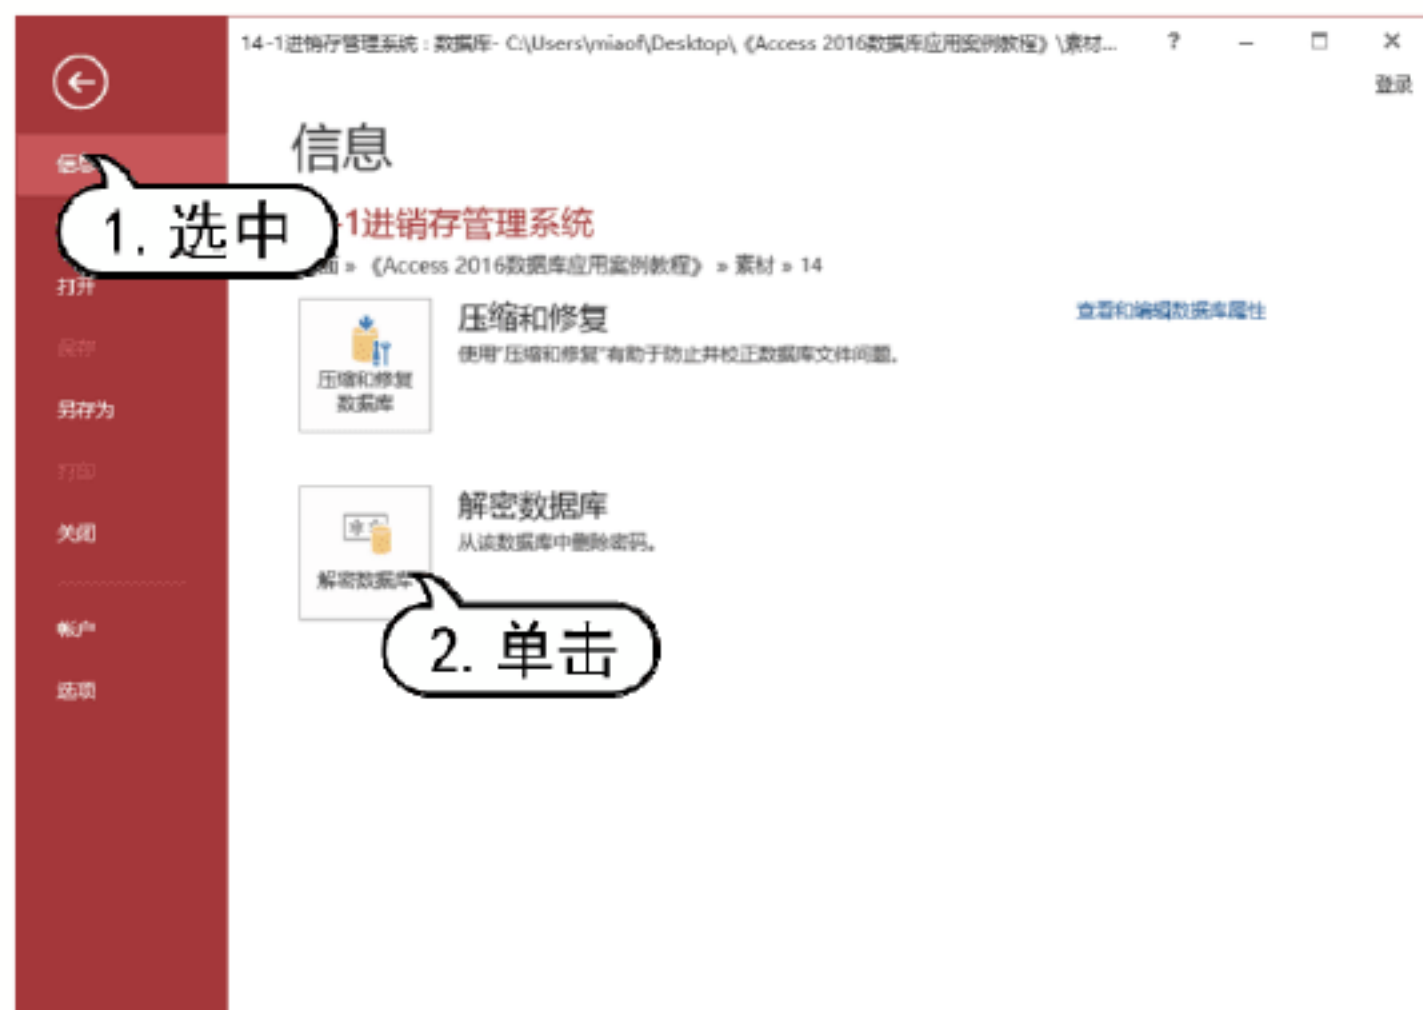 14-1进销存管理系统 : 数据库- C:\Users\miaof\Desktop\《Access 2016数据库应用案例教程》\素材...
?
登录
信息
信息
1. 选中
-1进销存管理系统
面 » 《Access 2016数据库应用案例教程》 » 素材 » 14
打开
保存
另存为
打印
关闭
帐户
选项
压缩和修复
数据库
压缩和修复
使用"压缩和修复"有助于防止并校正数据库文件问题。
查看和编辑数据库属性
解密数据库
解密数据库
从该数据库中删除密码。
2. 单击